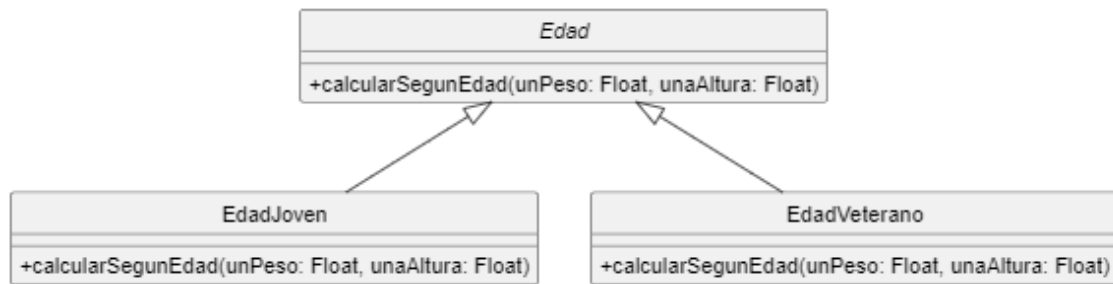 Edad
+calcularSegunEdad(unPeso: Float, unaAltura: Float)
EdadJoven
+calcularSegunEdad(unPeso: Float, unaAltura: Float)
EdadVeterano
+calcularSegunEdad(unPeso: Float, unaAltura: Float)